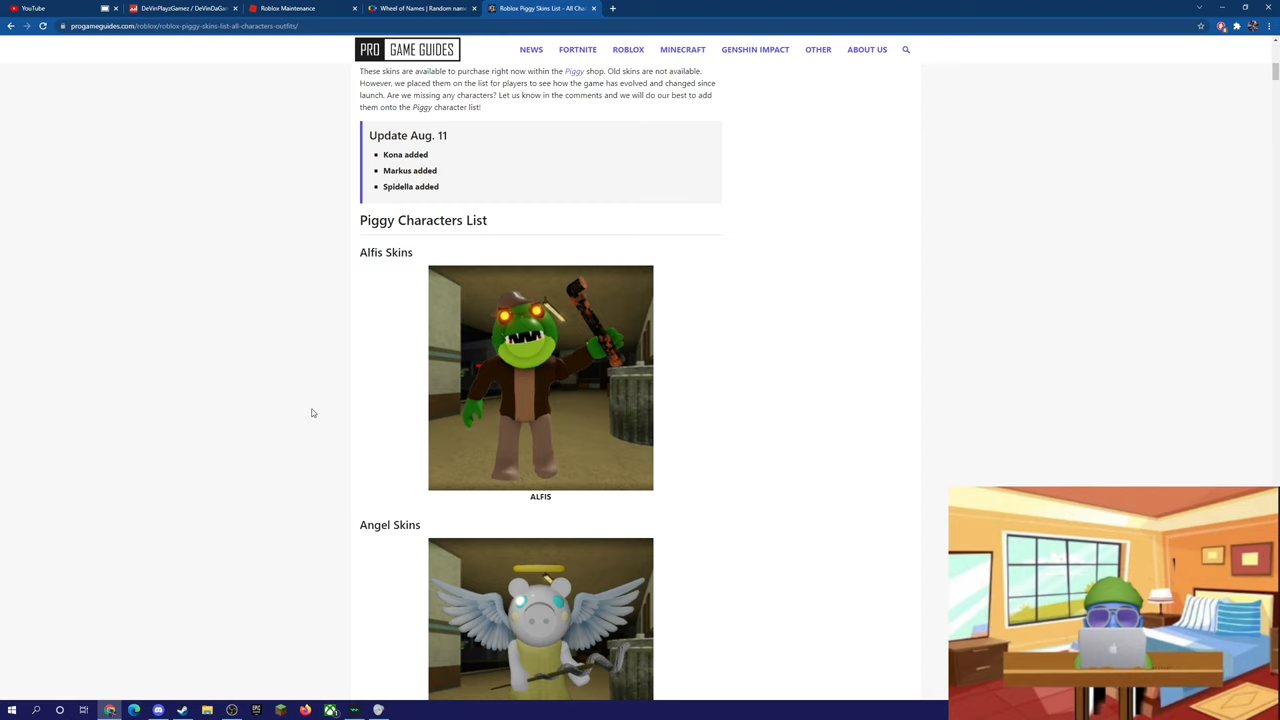 YouTube
DeVinPlayzGamez / DeVinDaGam
Roblox Maintenance
Wheel of Names | Random name
Roblox Piggy Skins List - All Char
progameguides.com/roblox/roblox-piggy-skins-list-all-characters-outfits/
PRO GAME GUIDES
NEWS FORTNITE ROBLOX MINECRAFT GENSHIN IMPACT OTHER ABOUT US
These skins are available to purchase right now within the Piggy shop. Old skins are not available.
However, we placed them on the list for players to see how the game has evolved and changed since
launch. Are we missing any characters? Let us know in the comments and we will do our best to add
them onto the Piggy character list!
Update Aug. 11
Kona added
Markus added
Spidella added
Piggy Characters List
Alfis Skins
ALFIS
Angel Skins